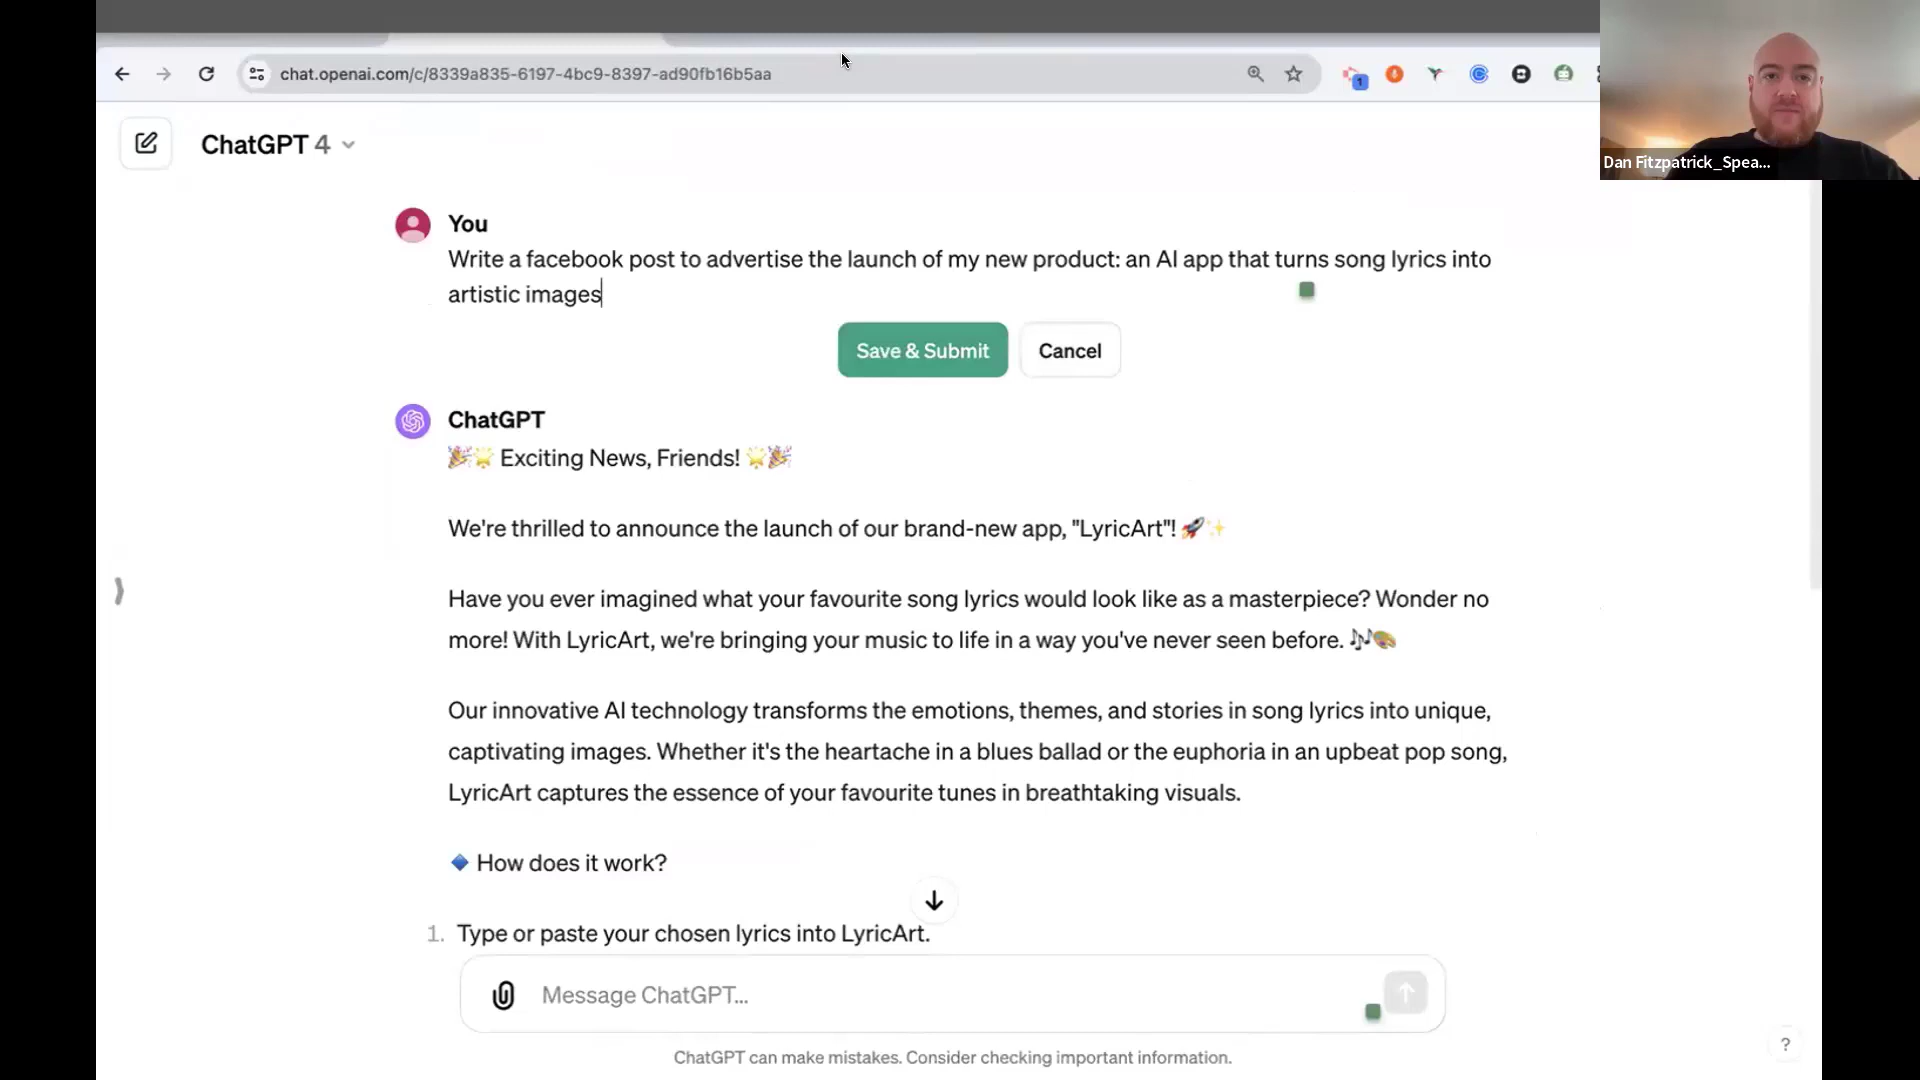 chat.openai.com/c/8339a835-6197-4bc9-8397-ad90fb16b5aa
1
Dan Fitzpatrick_Spea...
ChatGPT 4
You
Write a facebook post to advertise the launch of my new product: an AI app that turns song lyrics into
artistic images
Save & Submit
Cancel
ChatGPT
🎉🌟 Exciting News, Friends! 🌟🎉
We're thrilled to announce the launch of our brand-new app, "LyricArt"! 🚀✨
Have you ever imagined what your favourite song lyrics would look like as a masterpiece? Wonder no
more! With LyricArt, we're bringing your music to life in a way you've never seen before. 🎶🎨
Our innovative AI technology transforms the emotions, themes, and stories in song lyrics into unique,
captivating images. Whether it's the heartache in a blues ballad or the euphoria in an upbeat pop song,
LyricArt captures the essence of your favourite tunes in breathtaking visuals.
🔷 How does it work?
1. Type or paste your chosen lyrics into LyricArt.
Message ChatGPT...
ChatGPT can make mistakes. Consider checking important information.
?